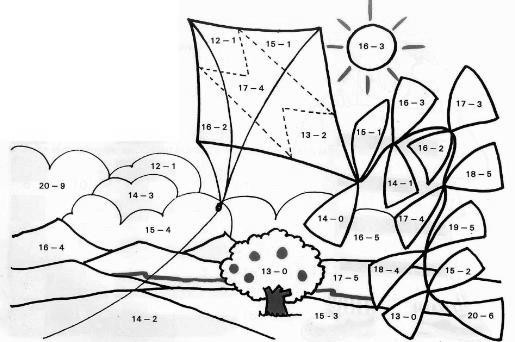 12 – 1
15 – 1
16 – 3
17 – 4
16 – 3
17 – 3
16 – 2
13 – 2
15 – 1
16 – 2
12 – 1
20 – 9
14 – 3
14 – 1
18 – 5
14 – 0
17 – 4
15 – 4
16 – 5
19 – 5
16 – 4
13 – 0
17 – 5
18 – 4
15 – 2
14 – 2
15 - 3
13 – 0
20 – 6